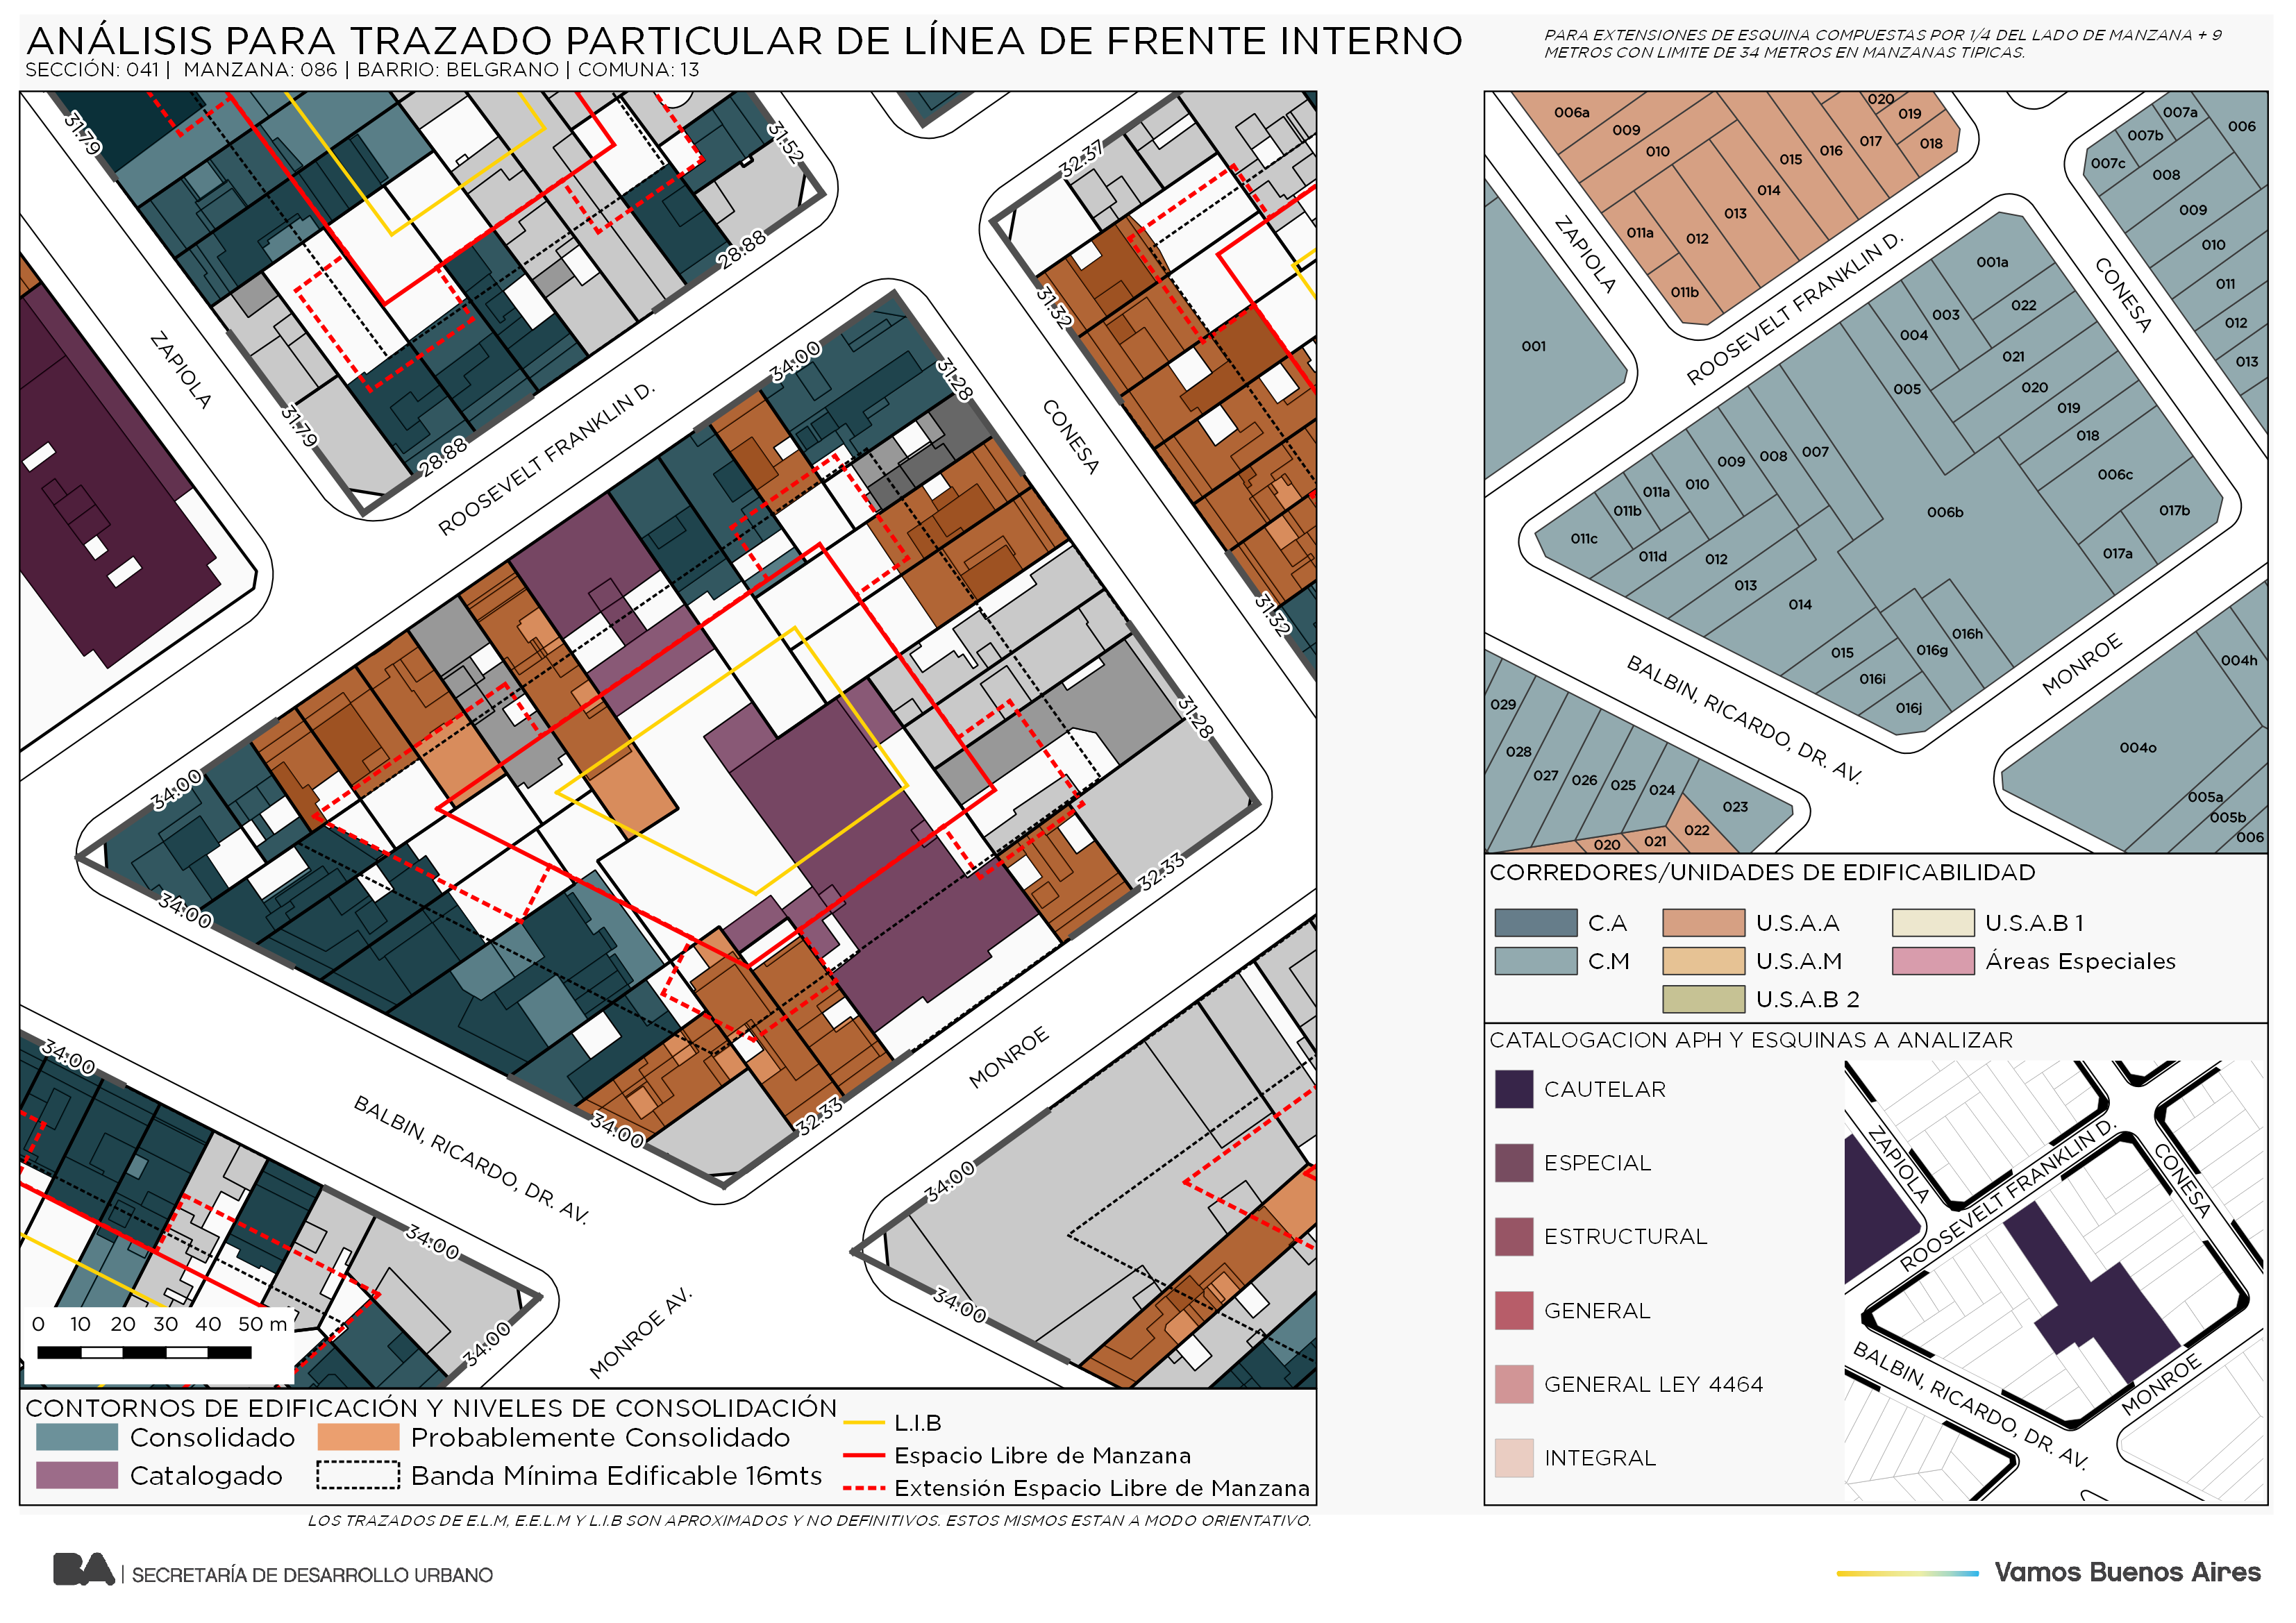 ANÁLISIS PARA TRAZADO PARTICULAR DE LÍNEA DE FRENTE INTERNO
SECCIÓN: 041 | MANZANA: 086 | BARRIO: BELGRANO | COMUNA: 13
PARA EXTENSIONES DE ESQUINA COMPUESTAS POR 1/4 DEL LADO DE MANZANA + 9
METROS CON LIMITE DE 34 METROS EN MANZANAS TIPICAS.
31.79
31.52
28.88
31.79
28.88
ZAPIOLA
ROOSEVELT FRANKLIN D.
32.37
31.32
31.32
CONESA
34.00
31.28
34.00
34.00
31.28
32.33
32.33
34.00
MONROE
BALBIN, RICARDO, DR. AV.
34.00
34.00
34.00
34.00
34.00
MONROE AV.
0 10 20 30 40 50 m
CONTORNOS DE EDIFICACIÓN Y NIVELES DE CONSOLIDACIÓN
Consolidado
Probablemente Consolidado
Catalogado
Banda Mínima Edificable 16mts
L.I.B
Espacio Libre de Manzana
Extensión Espacio Libre de Manzana
LOS TRAZADOS DE E.L.M, E.E.L.M Y L.I.B SON APROXIMADOS Y NO DEFINITIVOS. ESTOS MISMOS ESTAN A MODO ORIENTATIVO.
006a
009
010
011a
012
011b
013
014
015
016
017
018
019
020
ZAPIOLA
001
ROOSEVELT FRANKLIN D.
CONESA
007a
007b
007c
006
008
009
010
011
012
013
001a
022
003
004
021
005
020
019
018
006c
017b
017a
006b
007
008
009
010
011a
011b
011c
011d
012
013
014
015
016g
016h
016i
016j
BALBIN, RICARDO, DR. AV.
MONROE
029
028
027
026
025
024
023
022
021
020
004h
004o
005a
005b
006
CORREDORES/UNIDADES DE EDIFICABILIDAD
C.A
U.S.A.A
U.S.A.B 1
C.M
U.S.A.M
Áreas Especiales
U.S.A.B 2
CATALOGACION APH Y ESQUINAS A ANALIZAR
CAUTELAR
ESPECIAL
ESTRUCTURAL
GENERAL
GENERAL LEY 4464
INTEGRAL
ZAPIOLA
ROOSEVELT FRANKLIN D.
CONESA
BALBIN, RICARDO, DR. AV.
MONROE
BA | SECRETARÍA DE DESARROLLO URBANO
Vamos Buenos Aires